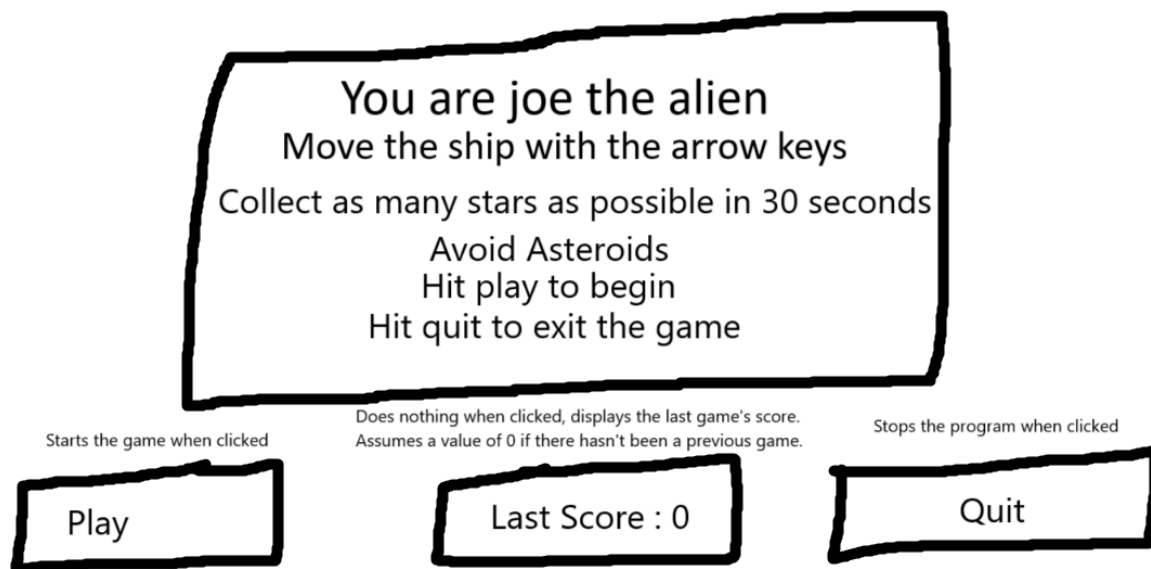 You are joe the alien
Move the ship with the arrow keys
Collect as many stars as possible in 30 seconds
Avoid Asteroids
Hit play to begin
Hit quit to exit the game
Starts the game when clicked
Does nothing when clicked, displays the last game's score.
Assumes a value of 0 if there hasn't been a previous game.
Stops the program when clicked
Play
Last Score : 0
Quit